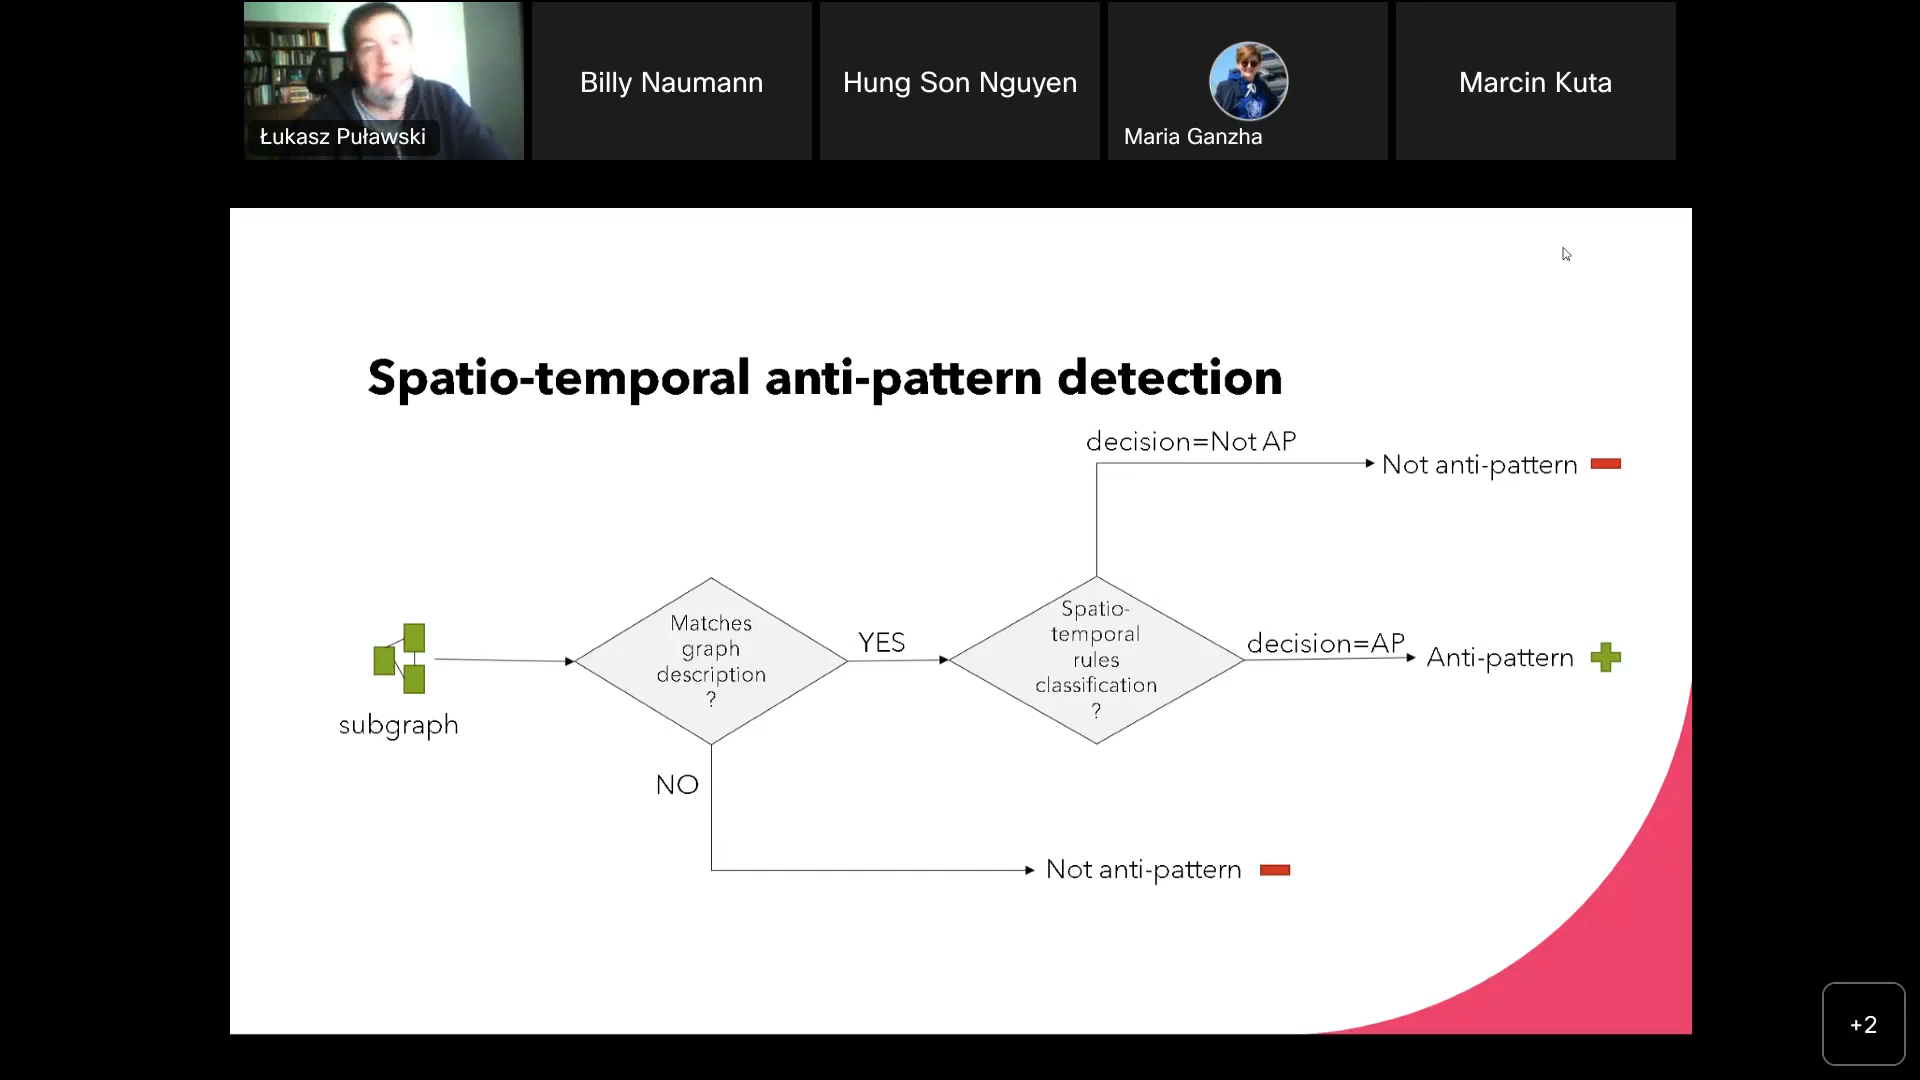 Łukasz Puławski
Billy Naumann
Hung Son Nguyen
Maria Ganzha
Marcin Kuta
Spatio-temporal anti-pattern detection
decision=Not AP
Not anti-pattern
Matches
graph
description
?
YES
Spatio-
temporal
rules
classification
?
decision=AP
Anti-pattern
subgraph
NO
Not anti-pattern
+2